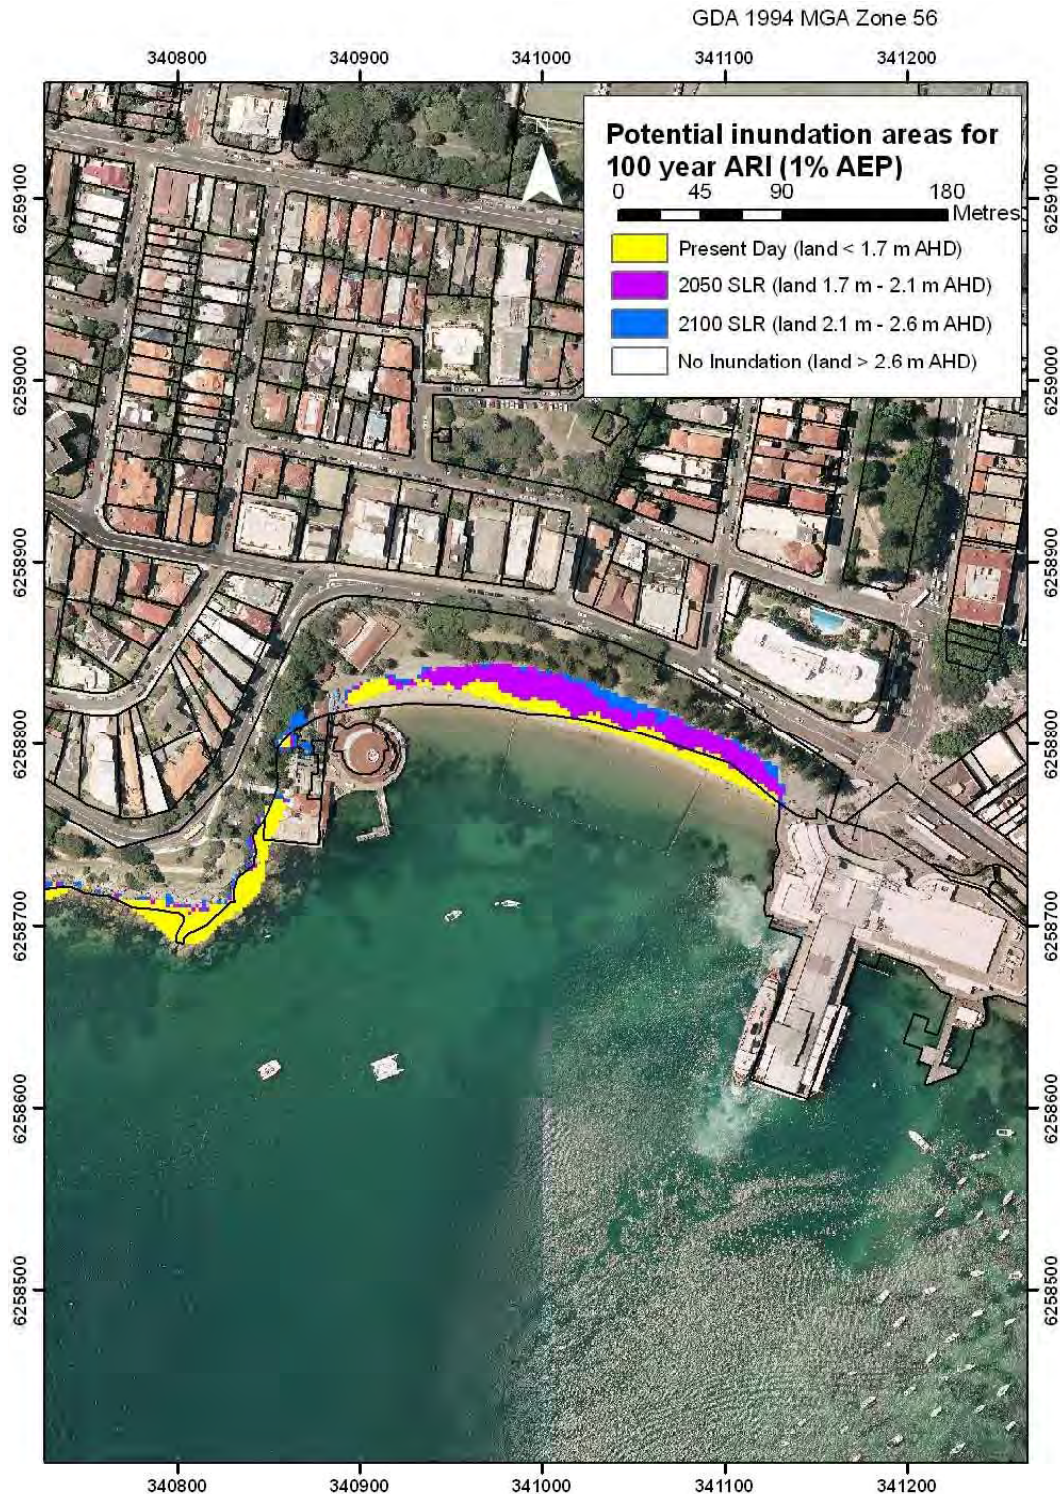 GDA 1994 MGA Zone 56
340800 340900 341000 341100 341200
Potential inundation areas for
100 year ARI (1% AEP)
0 45 90 180
Metres
Present Day (land < 1.7 m AHD)
2050 SLR (land 1.7 m - 2.1 m AHD)
2100 SLR (land 2.1 m - 2.6 m AHD)
No Inundation (land > 2.6 m AHD)
6259100 6259100
6259000 6259000
6258900 6258900
6258800 6258800
6258700 6258700
6258600 6258600
6258500 6258500
340800 340900 341000 341100 341200